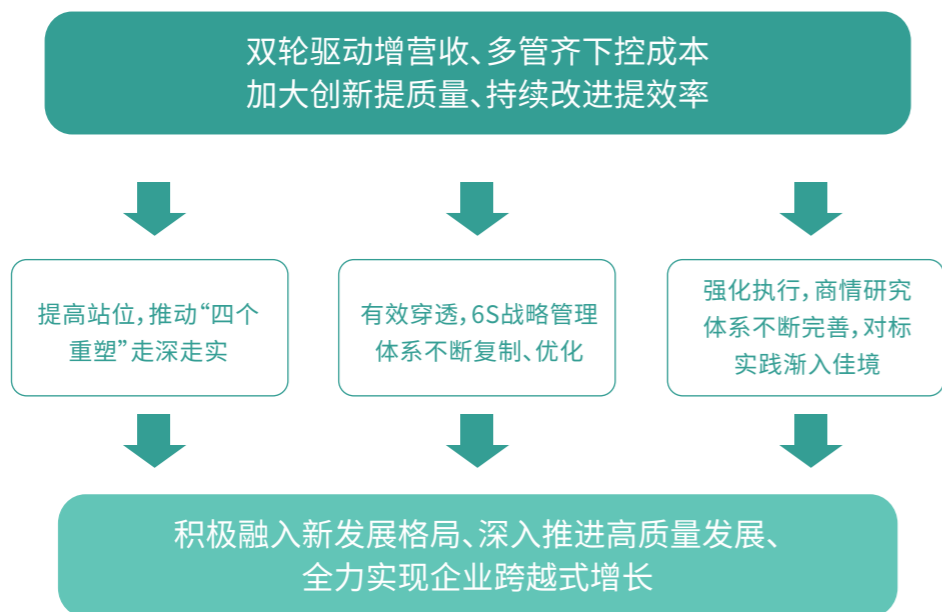 双轮驱动增营收、多管齐下控成本
加大创新提质量、持续改进提效率
提高站位，推动“四个
重塑”走深走实
有效穿透，6S战略管理
体系不断复制、优化
强化执行，商情研究
体系不断完善，对标
实践渐入佳境
积极融入新发展格局、深入推进高质量发展、
全力实现企业跨越式增长